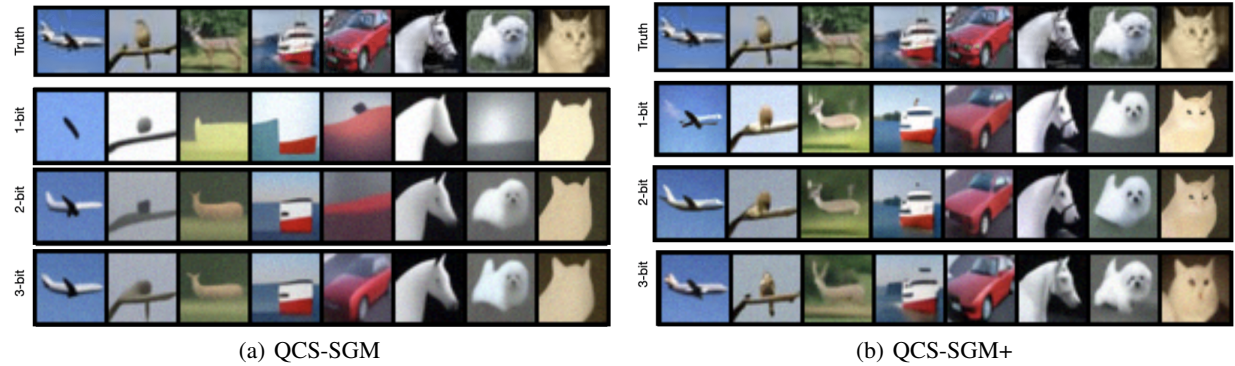 Truth
1-bit
2-bit
3-bit
(a) QCS-SGM
Truth
1-bit
2-bit
3-bit
(b) QCS-SGM+